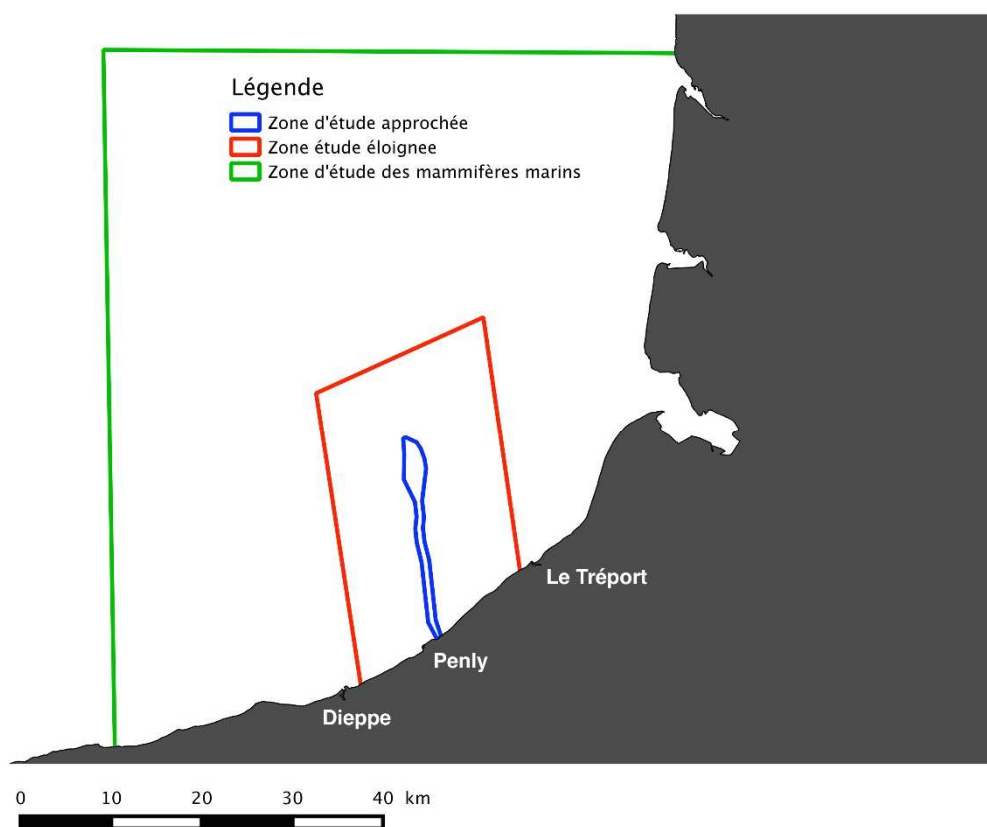 Légende
Zone d'étude approchée
Zone étude éloignee
Zone d'étude des mammifères marins
Le Tréport
Penly
Dieppe
0 10 20 30 40 km